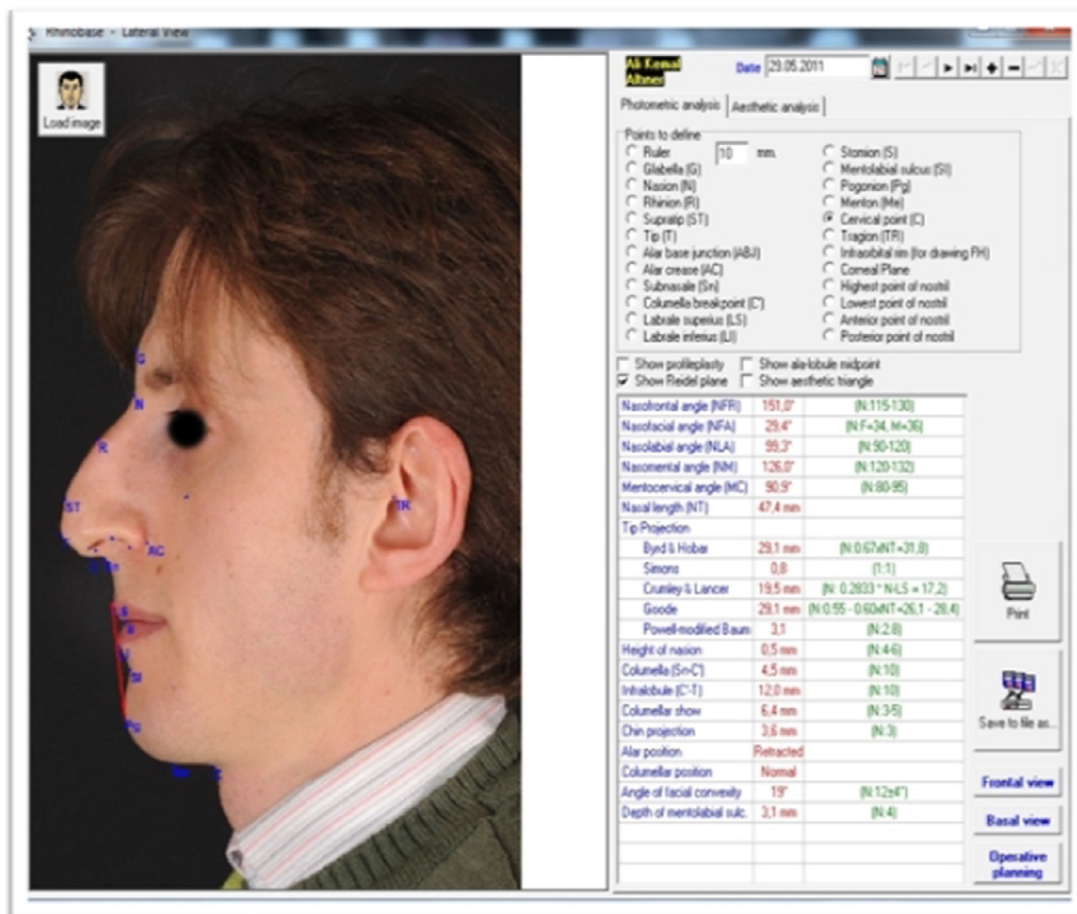 Rhinobase - Lateral View
Load image
Ali Kemal
Date 29.05.2011
Photometric analysis Aesthetic analysis
Points to define
Ruler 10 mm.
Glabella (G)
Nasion (N)
Rhinion (R)
Supratip (ST)
Tip (T)
Alar base junction (ABJ)
Alar crease (AC)
Subnasale (Sn)
Columella breakpoint (C')
Labrale superius (LS)
Labrale inferius (LI)
Stomion (S)
Mentolabial sulcus (SI)
Pogonion (Pg)
Menton (Me)
Cervical point (C)
Tragion (TR)
Infraorbital rim (for drawing FH)
Corneal Plane
Highest point of nostril
Lowest point of nostril
Anterior point of nostril
Posterior point of nostril
Show profileplasty Show ala-lobule midpoint
Show Reidel plane Show aesthetic triangle
Nasofrontal angle (NFR) 151,0° (N:115-130)
Nasofacial angle (NFA) 29,4° (N:F=34, M=36)
Nasolabial angle (NLA) 99,3° (N:90-120)
Nasomental angle (NM) 126,0° (N:120-132)
Mentocervical angle (MC) 90,9° (N:80-95)
Nasal length (NT) 47,4 mm
Tip Projection
Byrd & Hobar 29,1 mm (N:0.67xNT=31,8)
Simons 0,8 (1:1)
Crumley & Lancer 19,5 mm (N: 0.2833 * N-LS = 17,2)
Goode 29,1 mm (N:0.55 - 0.60xNT=26,1 - 28,4)
Powell-modified Baum 3,1 (N:2.8)
Height of nasion 0,5 mm (N:4-6)
Columella (Sn-C') 4,5 mm (N:10)
Infralobule (C'-T) 12,0 mm (N:10)
Columellar show 6,4 mm (N:3-5)
Chin projection 3,6 mm (N:3)
Alar position Retracted
Columellar position Normal
Angle of facial convexity 19° (N:12±4°)
Depth of mentolabial sulc. 3,1 mm (N:4)
Print
Save to file as...
Frontal view
Basal view
Operative
planning
G
N
R
ST
TR
AC
SI
Pg